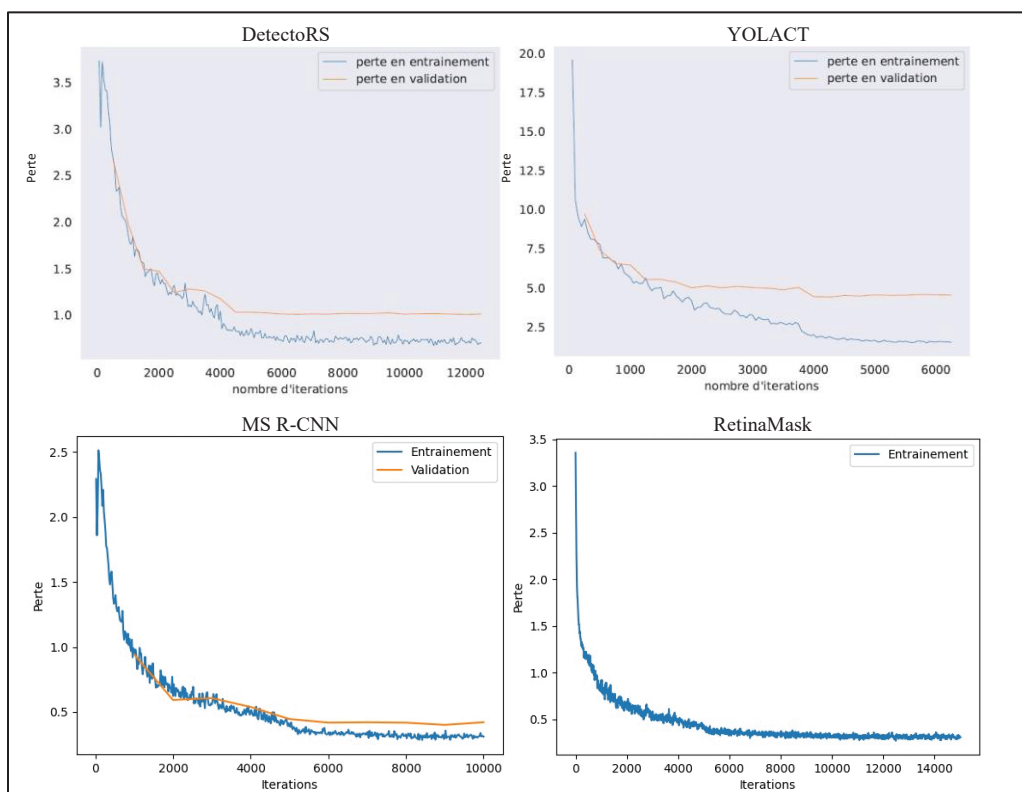 DetectoRS
perte en entrainement
perte en validation
Perte
3.5
3.0
2.5
2.0
1.5
1.0
0 2000 4000 6000 8000 10000 12000
nombre d'iterations
YOLACT
perte en entrainement
perte en validation
Perte
20.0
17.5
15.0
12.5
10.0
7.5
5.0
2.5
0 1000 2000 3000 4000 5000 6000
nombre d'iterations
MS R-CNN
Entrainement
Validation
Perte
2.5
2.0
1.5
1.0
0.5
0 2000 4000 6000 8000 10000
Iterations
RetinaMask
Entrainement
Perte
3.5
3.0
2.5
2.0
1.5
1.0
0.5
0 2000 4000 6000 8000 10000 12000 14000
Iterations